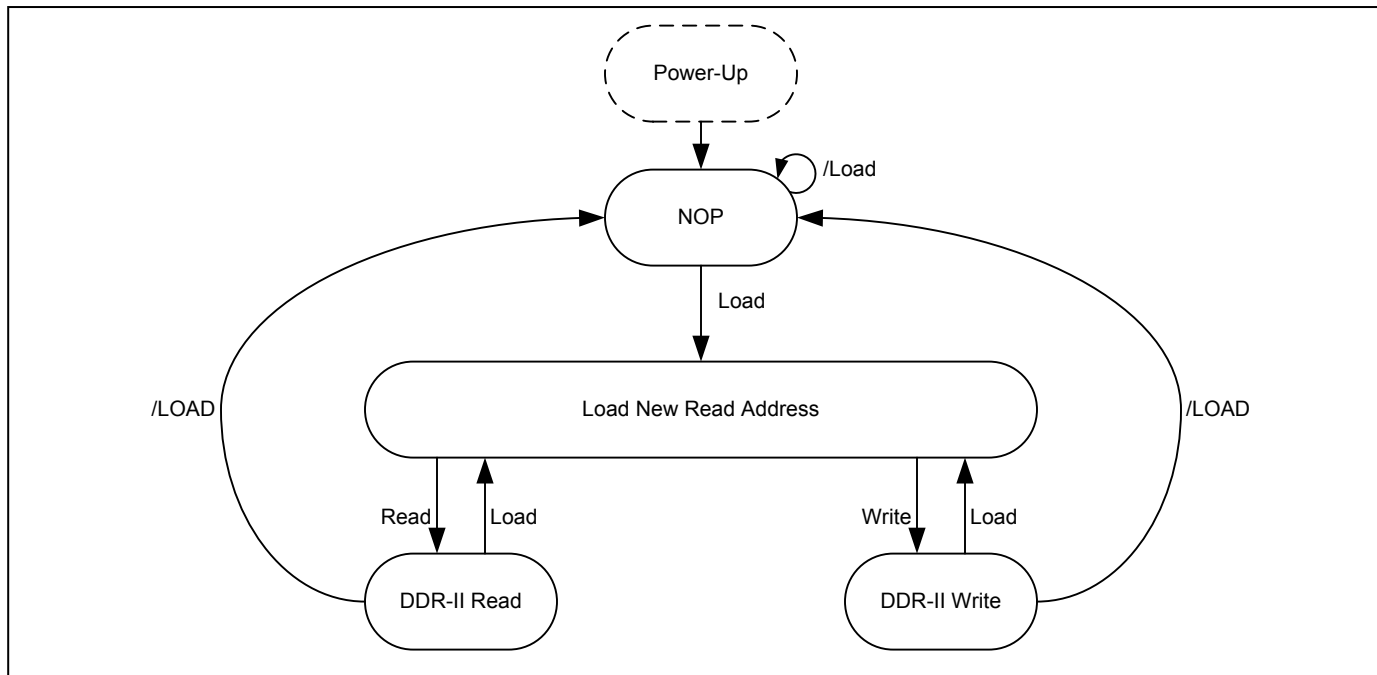 Power-Up
/Load
NOP
Load
/LOAD
Load New Read Address
/LOAD
Read
Load
Write
Load
DDR-II Read
DDR-II Write